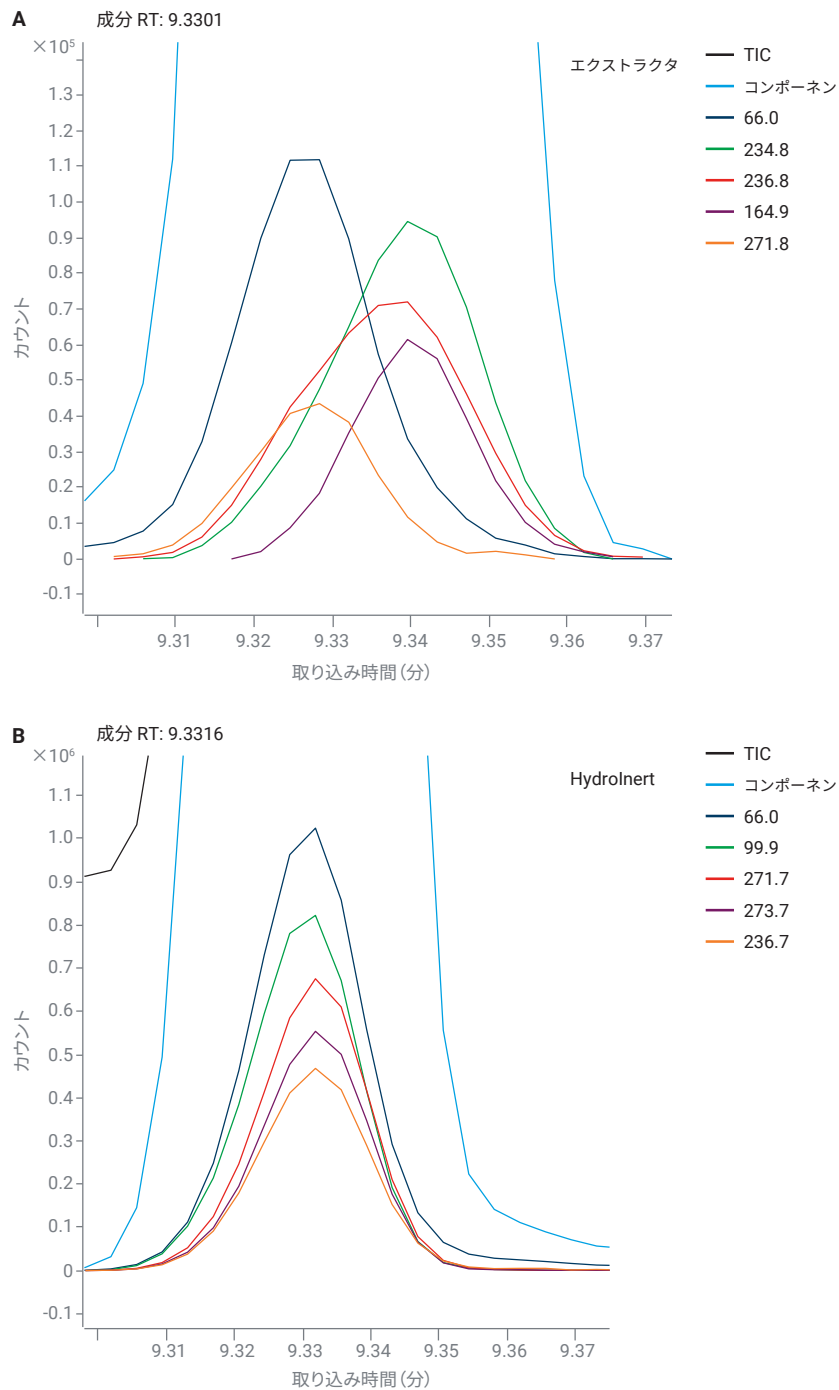 A
成分 RT: 9.3301
×10⁵
エクストラクタ
TIC
コンポーネン
66.0
234.8
236.8
164.9
271.8
1.3
1.2
1.1
1.0
0.9
0.8
0.7
0.6
0.5
0.4
0.3
0.2
0.1
0
-0.1
カウント
9.31 9.32 9.33 9.34 9.35 9.36 9.37
取り込み時間(分)
B
成分 RT: 9.3316
×10⁶
HydroInert
TIC
コンポーネン
66.0
99.9
271.7
273.7
236.7
1.1
1.0
0.9
0.8
0.7
0.6
0.5
0.4
0.3
0.2
0.1
0
-0.1
カウント
9.31 9.32 9.33 9.34 9.35 9.36 9.37
取り込み時間(分)